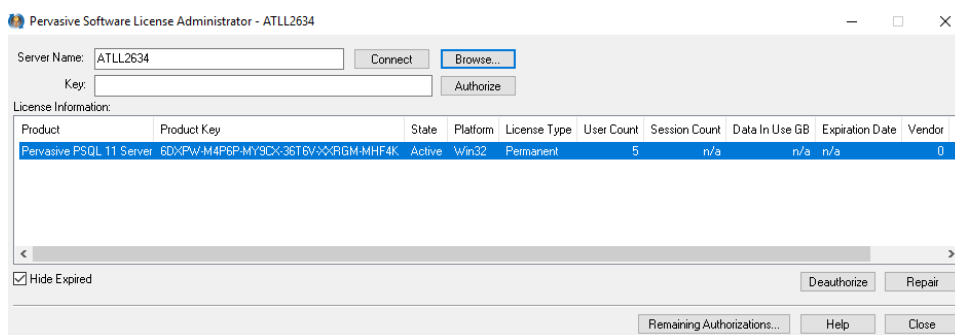 Pervasive Software License Administrator - ATLL2634
Server Name: ATLL2634 Connect Browse...
Key: Authorize
License Information:
Product Product Key State Platform License Type User Count Session Count Data In Use GB Expiration Date Vendor
Pervasive PSQL 11 Server 6DXPW-M4P6P-MY9CX-36T6V-XXRGM-MHF4K Active Win32 Permanent 5 n/a n/a n/a 0
Hide Expired Deauthorize Repair
Remaining Authorizations... Help Close